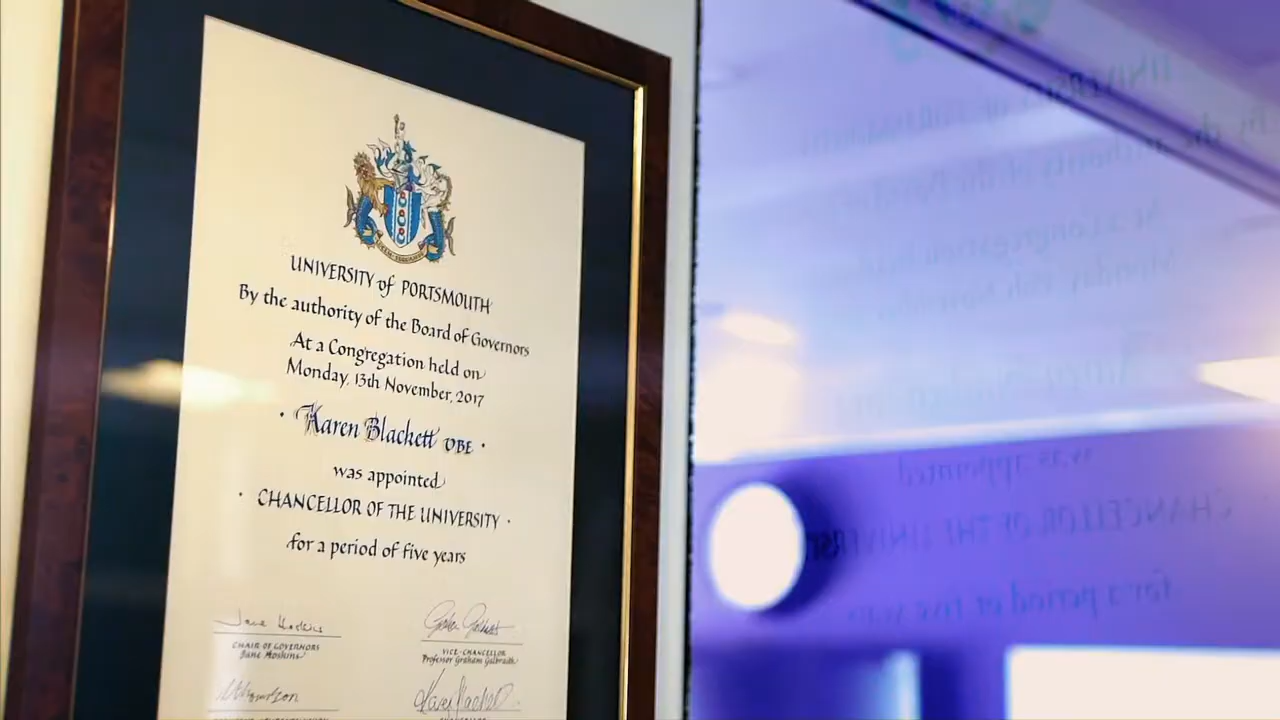 UNIVERSITY of PORTSMOUTH
By the authority of the Board of Governors
At a Congregation held on
Monday, 13th November, 2017
· Karen Blackett OBE ·
was appointed
· CHANCELLOR OF THE UNIVERSITY ·
for a period of five years
CHAIR OF GOVERNORS
Jane Hoskins
VICE-CHANCELLOR
Professor Graham Galbraith